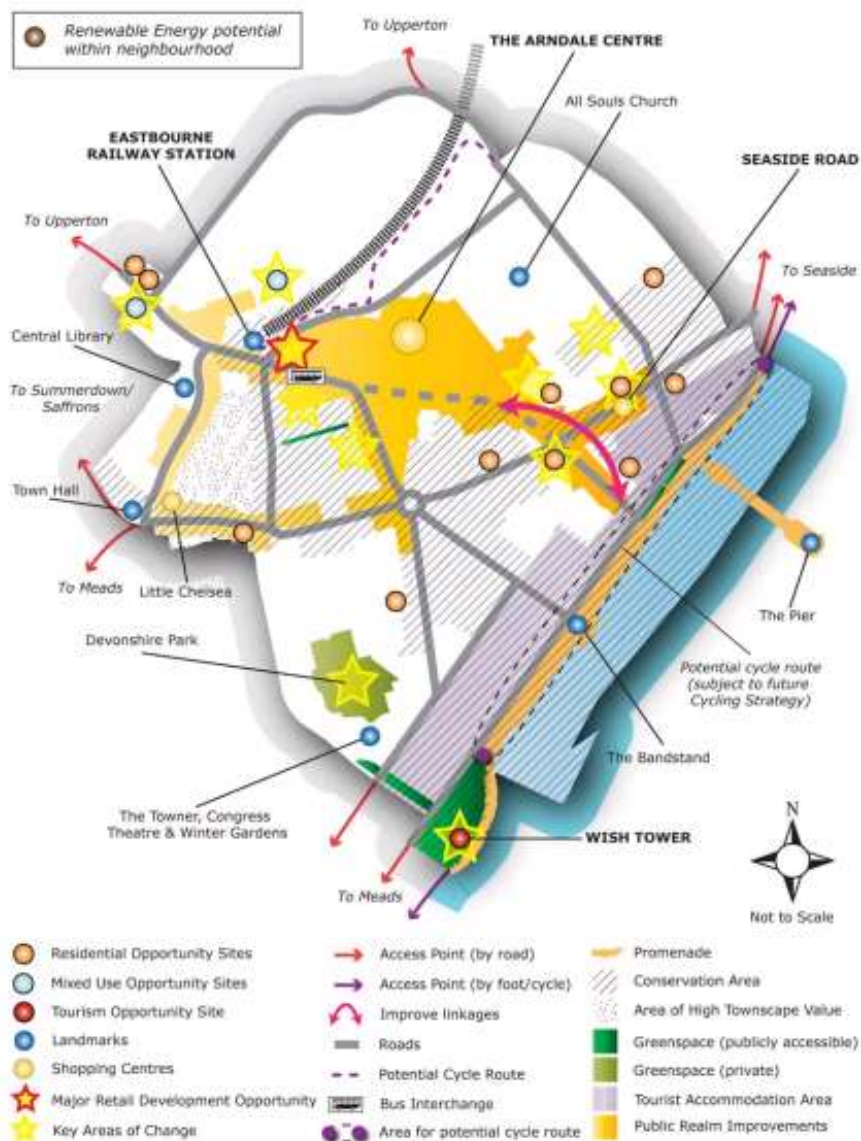 Renewable Energy potential
within neighbourhood
To Upperton
THE ARNDALE CENTRE
All Souls Church
EASTBOURNE
RAILWAY STATION
SEASIDE ROAD
To Upperton
To Seaside
Central Library
To Summerdown/
Saffrons
Town Hall
To Meads
Little Chelsea
The Pier
Devonshire Park
Potential cycle route
(subject to future
Cycling Strategy)
The Bandstand
The Towner, Congress
Theatre & Winter Gardens
WISH TOWER
To Meads
N
Not to Scale
Residential Opportunity Sites
Mixed Use Opportunity Sites
Tourism Opportunity Site
Landmarks
Shopping Centres
Major Retail Development Opportunity
Key Areas of Change
Access Point (by road)
Access Point (by foot/cycle)
Improve linkages
Roads
Potential Cycle Route
Bus Interchange
Area for potential cycle route
Promenade
Conservation Area
Area of High Townscape Value
Greenspace (publicly accessible)
Greenspace (private)
Tourist Accommodation Area
Public Realm Improvements